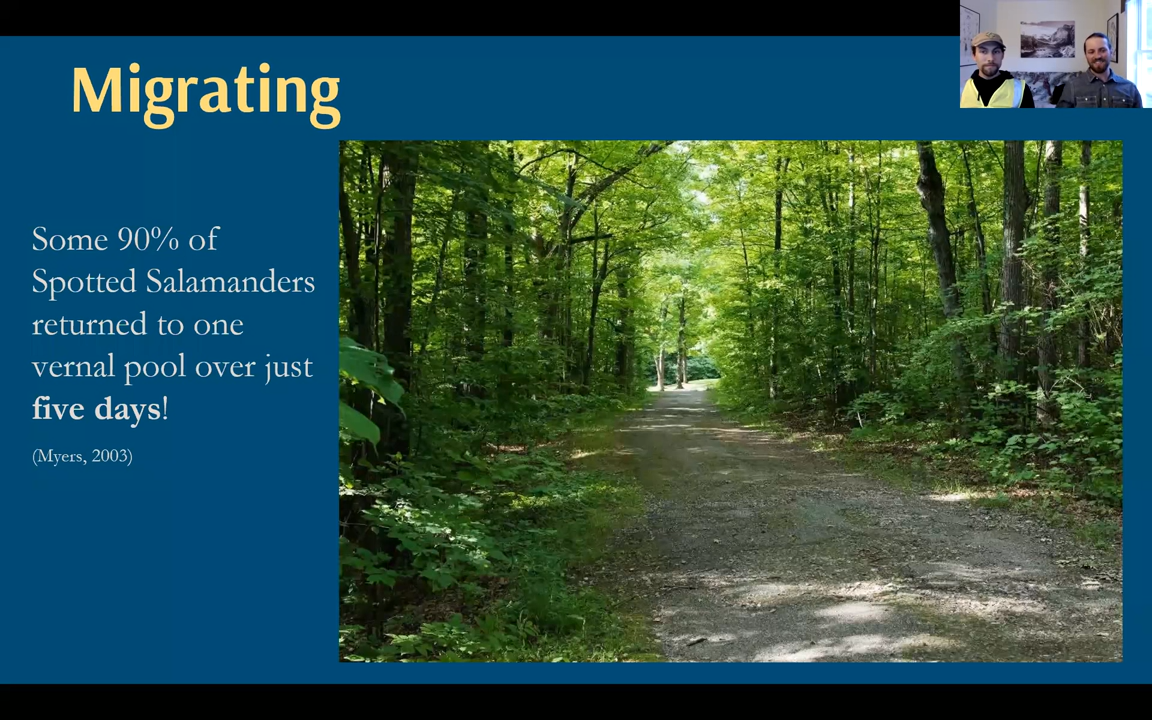 Migrating
Some 90% of
Spotted Salamanders
returned to one
vernal pool over just
five days!
(Myers, 2003)